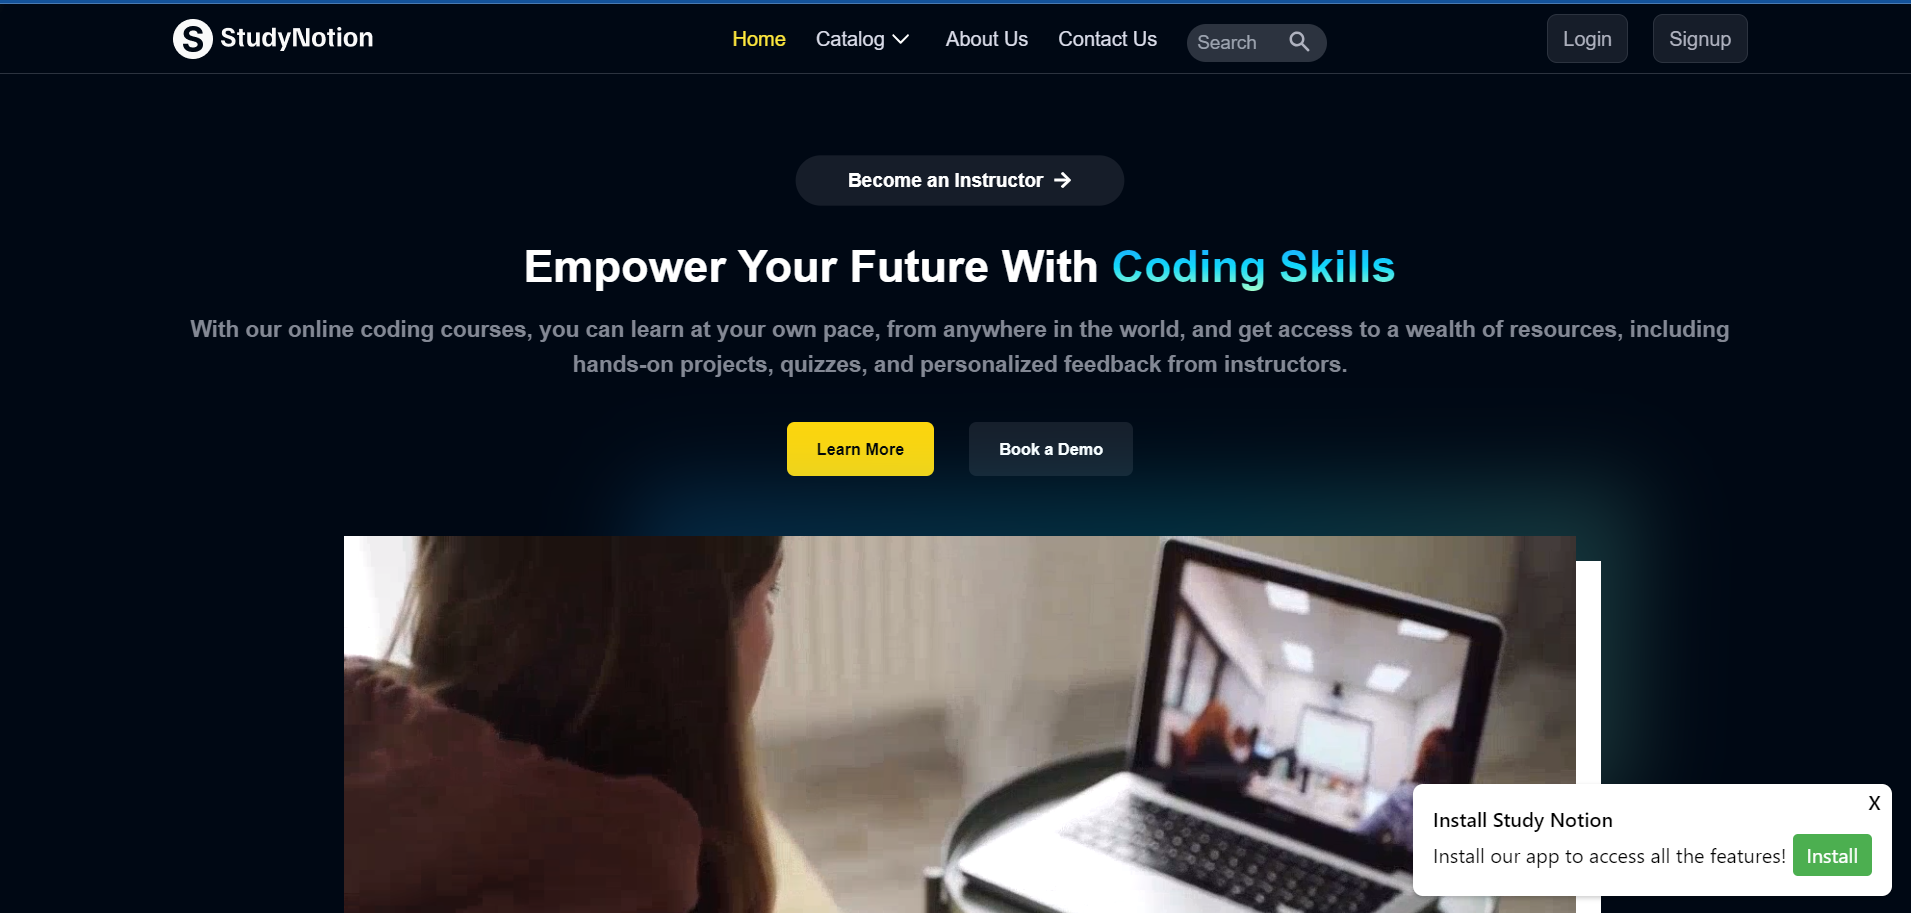 StudyNotion
Home Catalog About Us Contact Us Search
Login Signup
Become an Instructor
Empower Your Future With Coding Skills
With our online coding courses, you can learn at your own pace, from anywhere in the world, and get access to a wealth of resources, including
hands-on projects, quizzes, and personalized feedback from instructors.
Learn More Book a Demo
X
Install Study Notion
Install our app to access all the features! Install